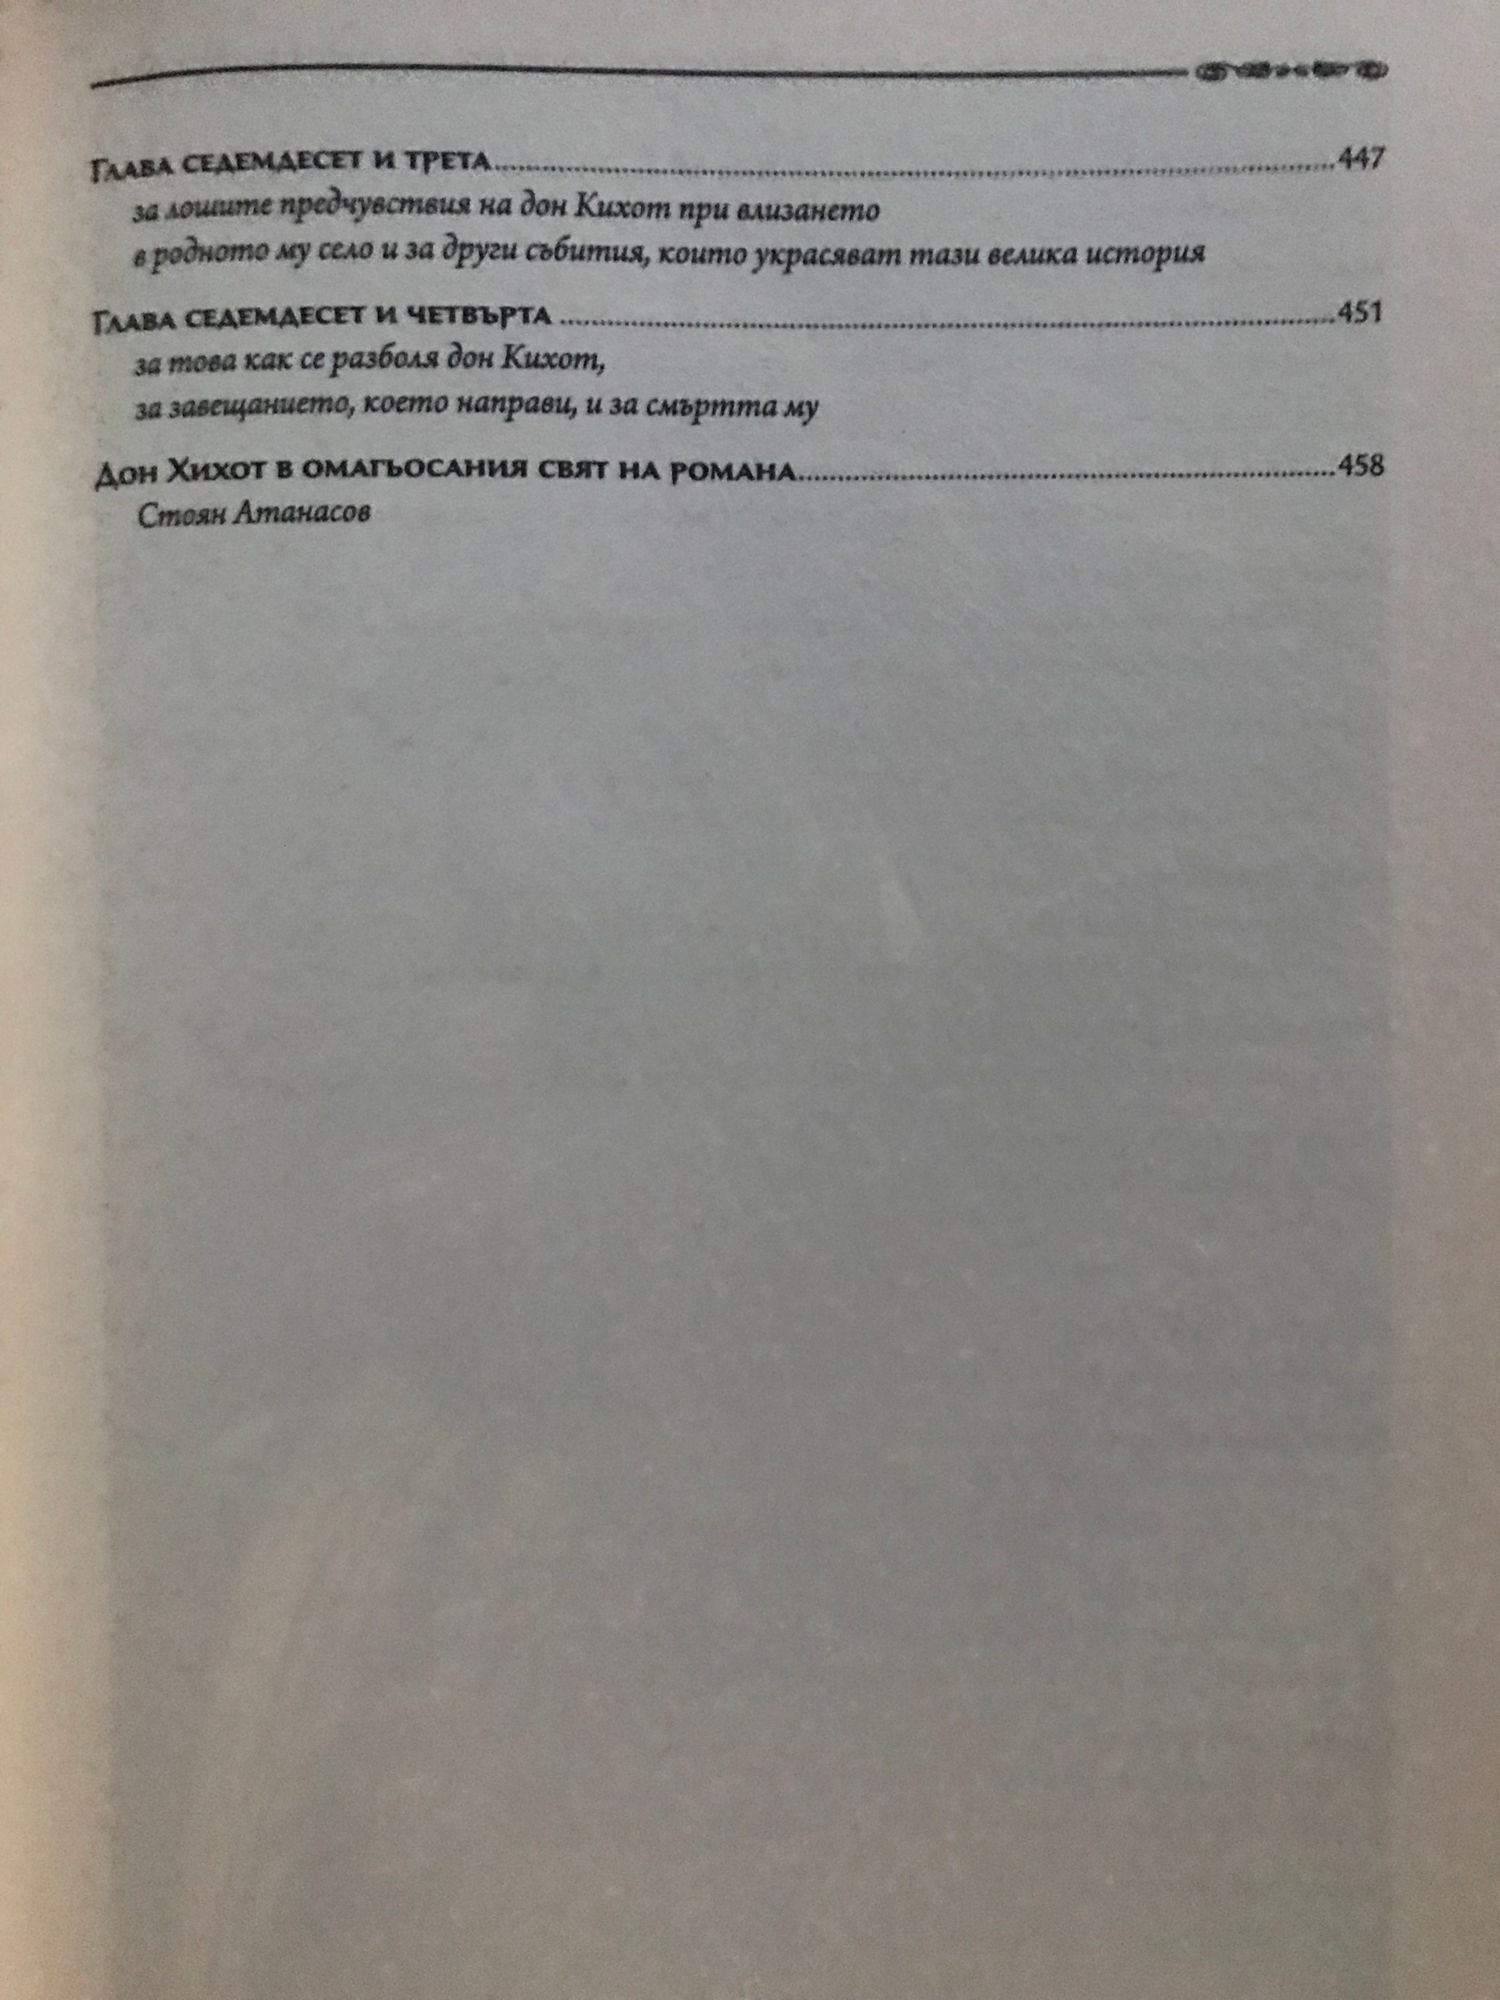 Глава седемдесет и трета.....447
за лошите предчувствия на дон Кихот при влизането
в родното му село и за други събития, които украсяват тази велика история
Глава седемдесет и четвърта.....451
за това как се разболя дон Кихот,
за завещанието, което направи, и за смъртта му
Дон Хихот в омагьосания свят на романа.....458
Стоян Атанасов